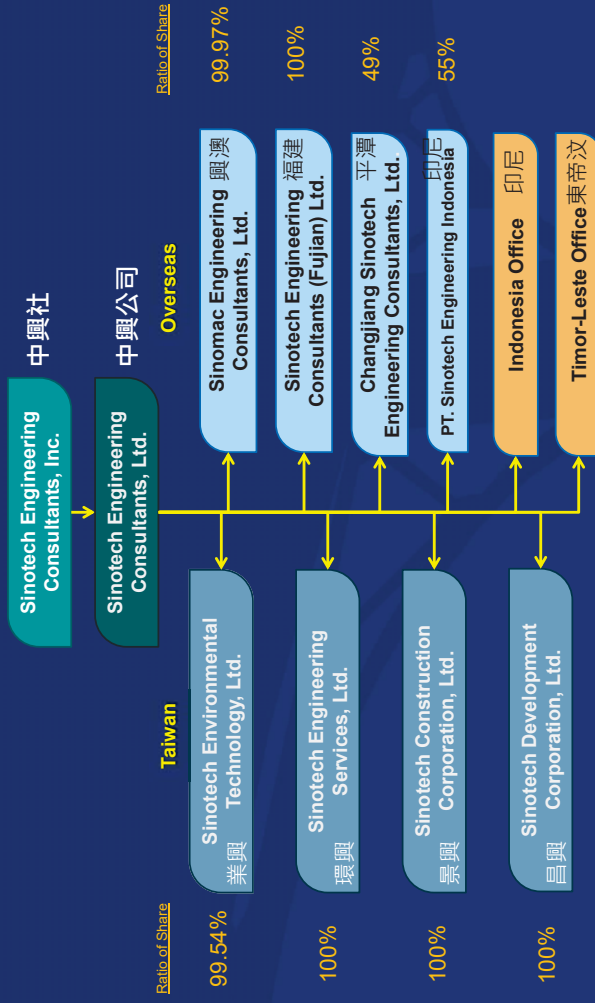 Sinotech Engineering
Consultants, Inc.
中興社
Sinotech Engineering
Consultants, Ltd.
中興公司
Ratio of Share
Taiwan
Overseas
Ratio of Share
99.54%
Sinotech Environmental
Technology, Ltd.
業興
100%
Sinotech Engineering
Services, Ltd.
環興
100%
Sinotech Construction
Corporation, Ltd.
景興
100%
Sinotech Development
Corporation, Ltd.
昌興
Sinomac Engineering 興澳
Consultants, Ltd.
99.97%
Sinotech Engineering 福建
Consultants (Fujian) Ltd.
100%
Changjiang Sinotech 平潭
Engineering Consultants, Ltd.
49%
印尼
PT. Sinotech Engineering Indonesia
55%
Indonesia Office 印尼
Timor-Leste Office 東帝汶